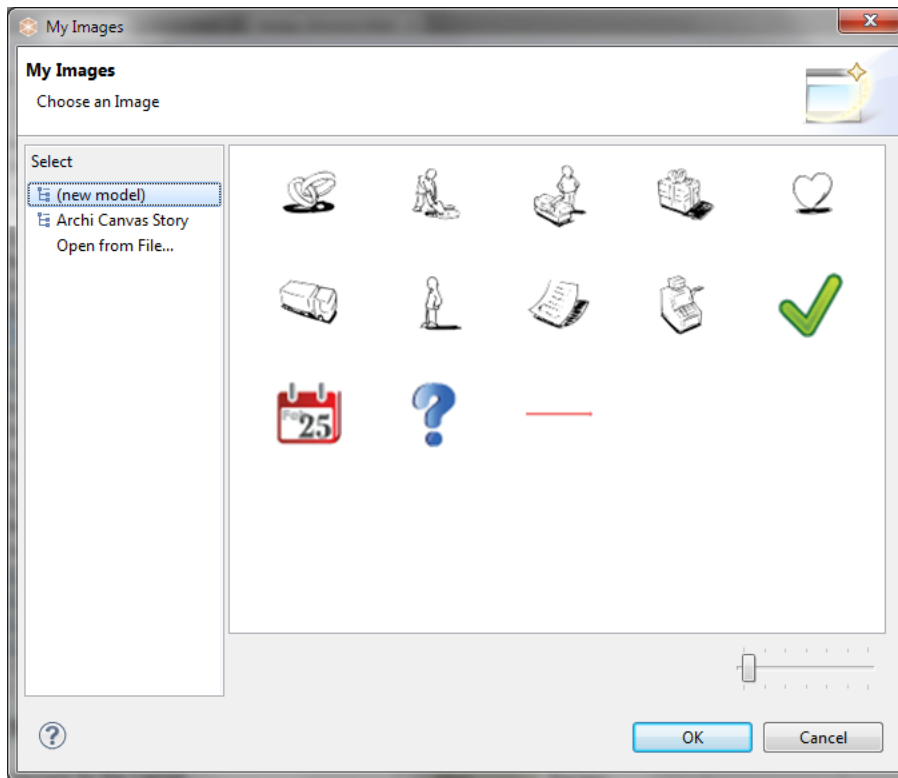 My Images
My Images
Choose an Image
Select
(new model)
Archi Canvas Story
Open from File...
Feb
25
?
OK
Cancel